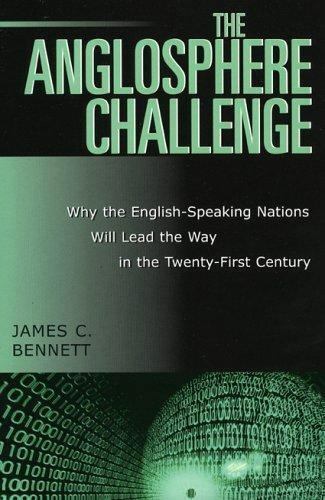 THE
ANGLOSPHERE
CHALLENGE
Why the English-Speaking Nations
Will Lead the Way
in the Twenty-First Century
JAMES C.
BENNETT